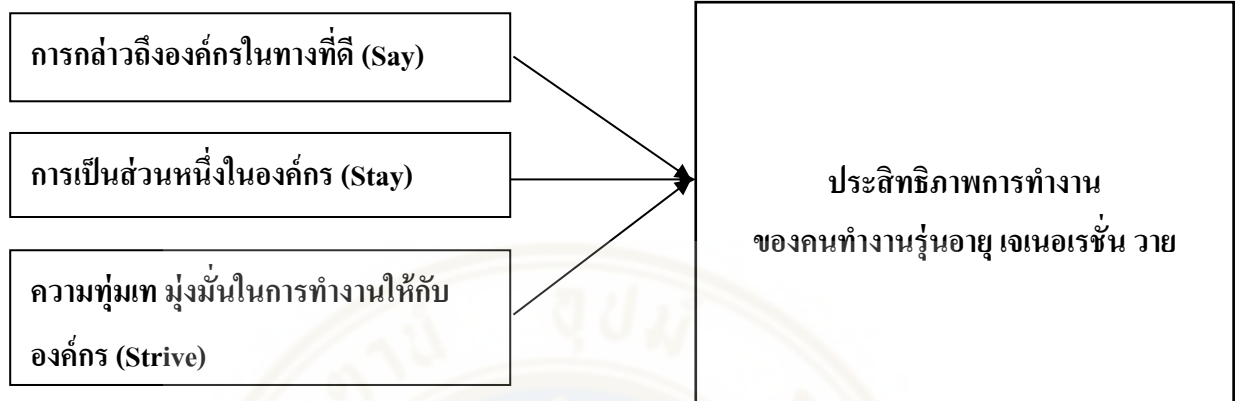 การกล่าวถึงองค์กรในทางที่ดี (Say)
การเป็นส่วนหนึ่งในองค์กร (Stay)
ความทุ่มเท มุ่งมั่นในการทำงานให้กับ
องค์กร (Strive)
ประสิทธิภาพการทำงาน
ของคนทำงานรุ่นอายุ เจเนอเรชั่น วาย